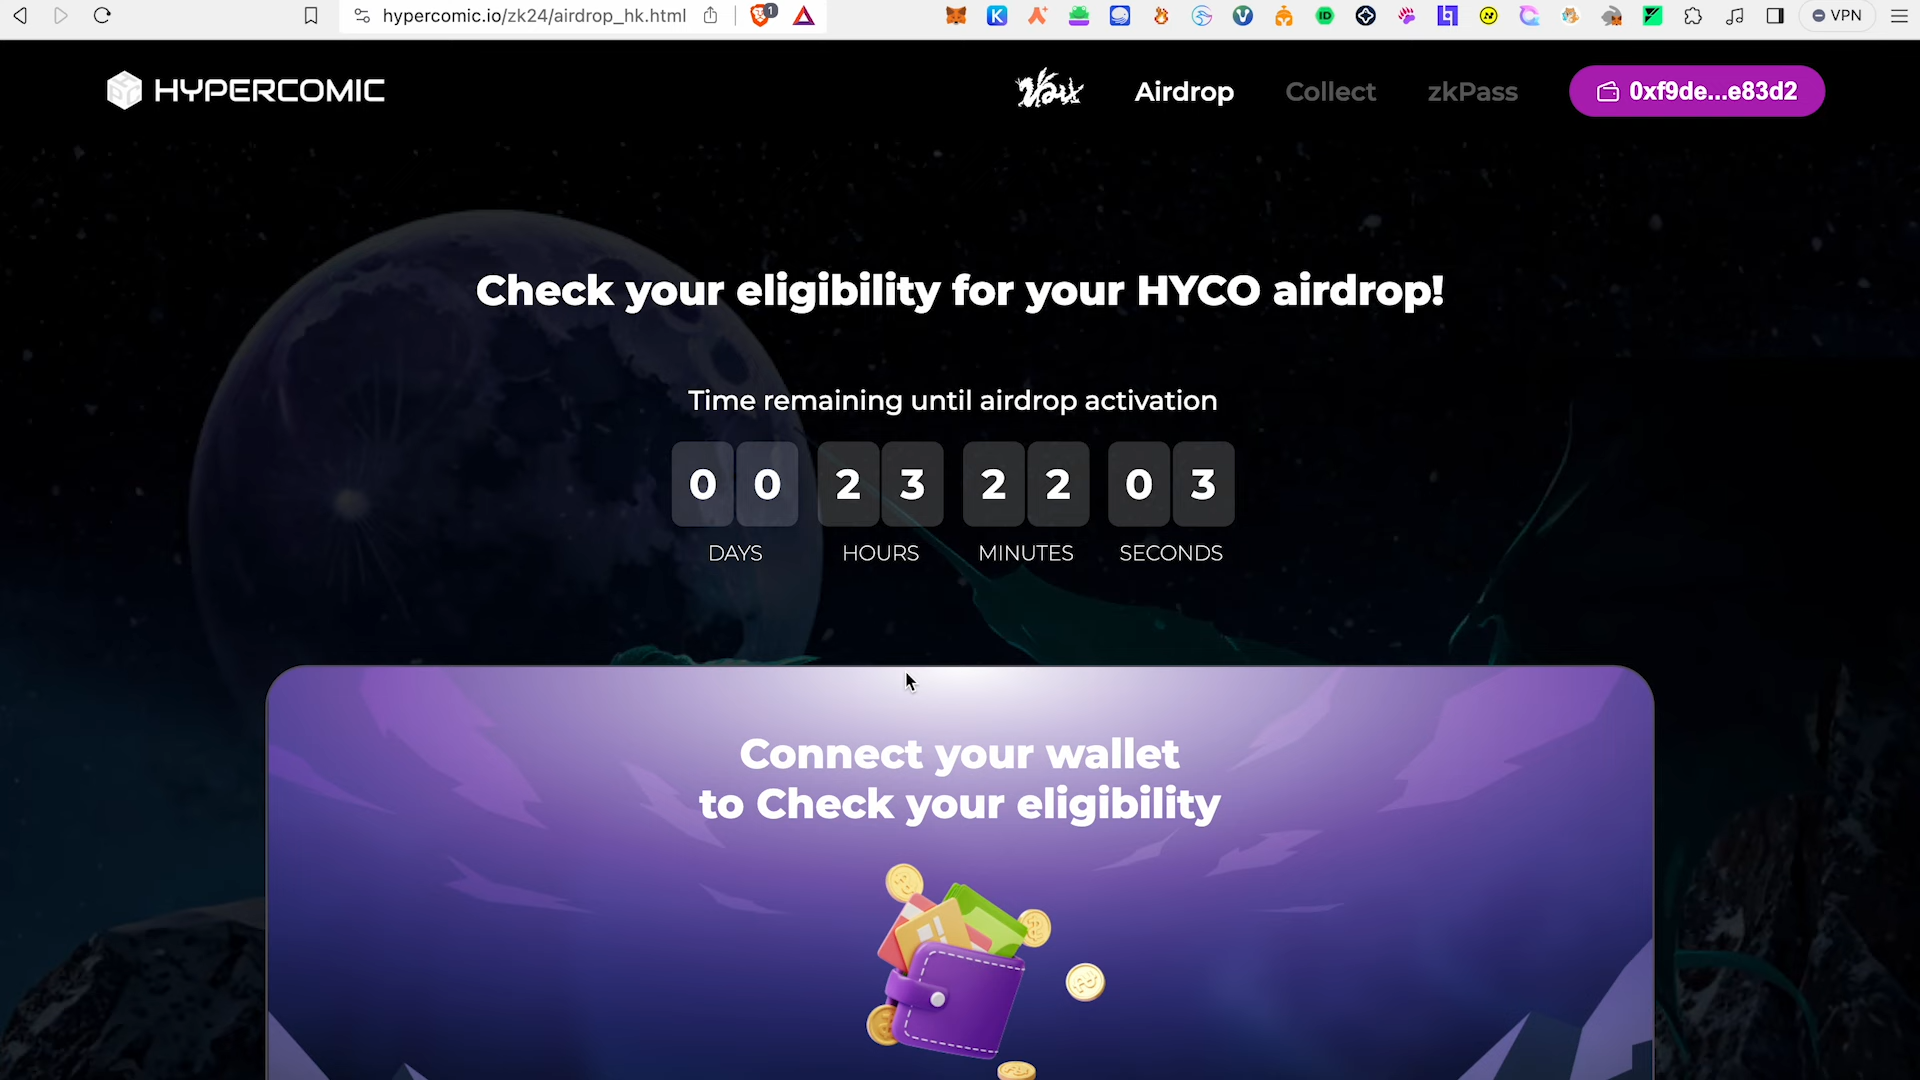 hypercomic.io/zk24/airdrop_hk.html
1
VPN
HYPERCOMIC
Airdrop
Collect
zkPass
0xf9de...e83d2
Check your eligibility for your HYCO airdrop!
Time remaining until airdrop activation
0 0 2 3 2 2 0 3
DAYS HOURS MINUTES SECONDS
Connect your wallet
to Check your eligibility